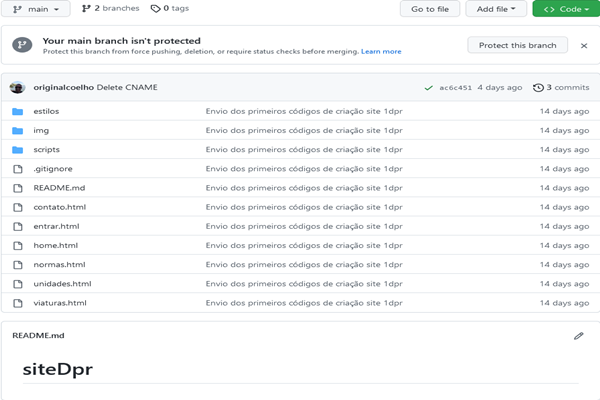 main 2 branches 0 tags Go to file Add file Code
Your main branch isn't protected
Protect this branch from force pushing, deletion, or require status checks before merging. Learn more
Protect this branch
originalcoelho Delete CNAME ac6c451 4 days ago 3 commits
estilos Envio dos primeiros códigos de criação site 1dpr 14 days ago
img Envio dos primeiros códigos de criação site 1dpr 14 days ago
scripts Envio dos primeiros códigos de criação site 1dpr 14 days ago
.gitignore Envio dos primeiros códigos de criação site 1dpr 14 days ago
README.md Envio dos primeiros códigos de criação site 1dpr 14 days ago
contato.html Envio dos primeiros códigos de criação site 1dpr 14 days ago
entrar.html Envio dos primeiros códigos de criação site 1dpr 14 days ago
home.html Envio dos primeiros códigos de criação site 1dpr 14 days ago
normas.html Envio dos primeiros códigos de criação site 1dpr 14 days ago
unidades.html Envio dos primeiros códigos de criação site 1dpr 14 days ago
viaturas.html Envio dos primeiros códigos de criação site 1dpr 14 days ago
README.md
siteDpr